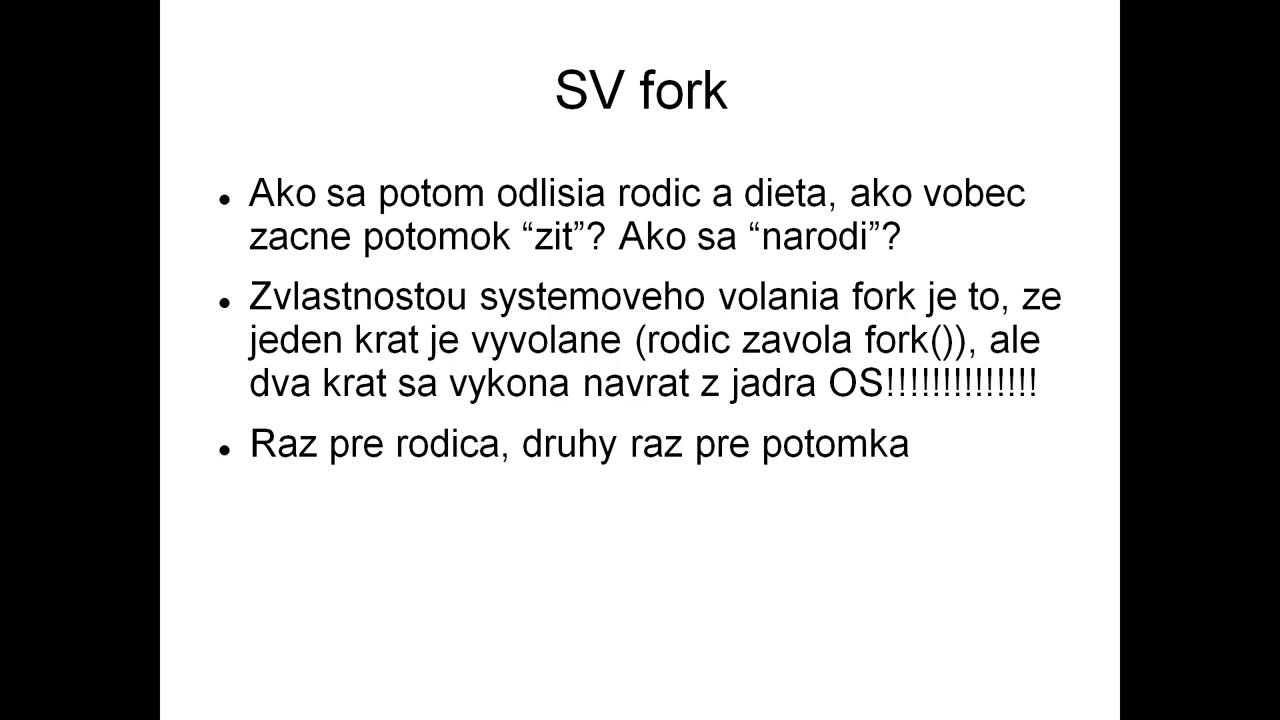 SV fork
Ako sa potom odlisia rodic a dieta, ako vobec
zacne potomok “zit”? Ako sa “narodi”?
Zvlastnostou systemoveho volania fork je to, ze
jeden krat je vyvolane (rodic zavola fork()), ale
dva krat sa vykona navrat z jadra OS!!!!!!!!!!!!!!
Raz pre rodica, druhy raz pre potomka